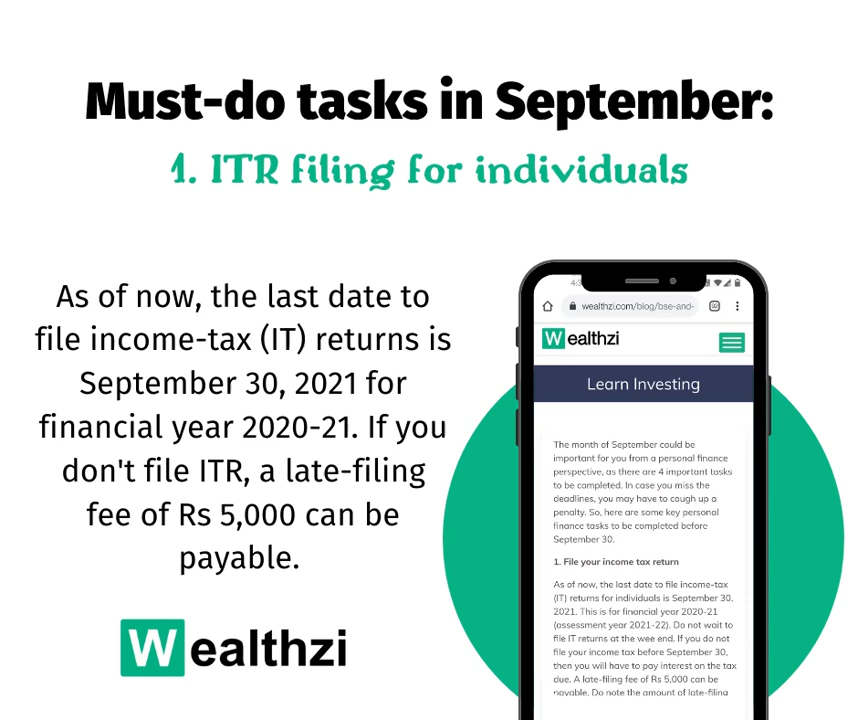 Must-do tasks in September:
1. ITR filing for individuals
As of now, the last date to
file income-tax (IT) returns is
September 30, 2021 for
financial year 2020-21. If you
don't file ITR, a late-filing
fee of Rs 5,000 can be
payable.
Wealthzi
wealthzi.com/blog/bse-and-
Wealthzi
Learn Investing
The month of September could be
important for you from a personal finance
perspective, as there are 4 important tasks
to be completed. In case you miss the
deadlines, you may have to cough up a
penalty. So, here are some key personal
finance tasks to be completed before
September 30.
1. File your income tax return
As of now, the last date to file income-tax
(IT) returns for individuals is September 30,
2021. This is for financial year 2020-21
(assessment year 2021-22). Do not wait to
file IT returns at the wee end. If you do not
file your income tax before September 30,
then you will have to pay interest on the tax
due. A late-filing fee of Rs 5,000 can be
payable. Do note the amount of late-filing